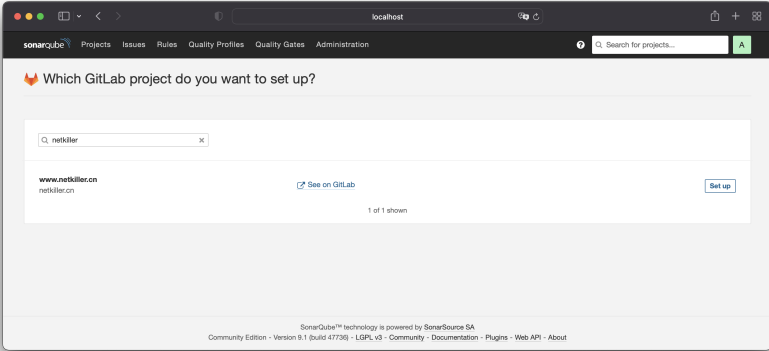 localhost
sonarqube Projects Issues Rules Quality Profiles Quality Gates Administration Search for projects... A
Which GitLab project do you want to set up?
netkiller
www.netkiller.cn
netkiller.cn
See on GitLab
Set up
1 of 1 shown
SonarQube™ technology is powered by SonarSource SA
Community Edition - Version 9.1 (build 47736) - LGPL v3 - Community - Documentation - Plugins - Web API - About